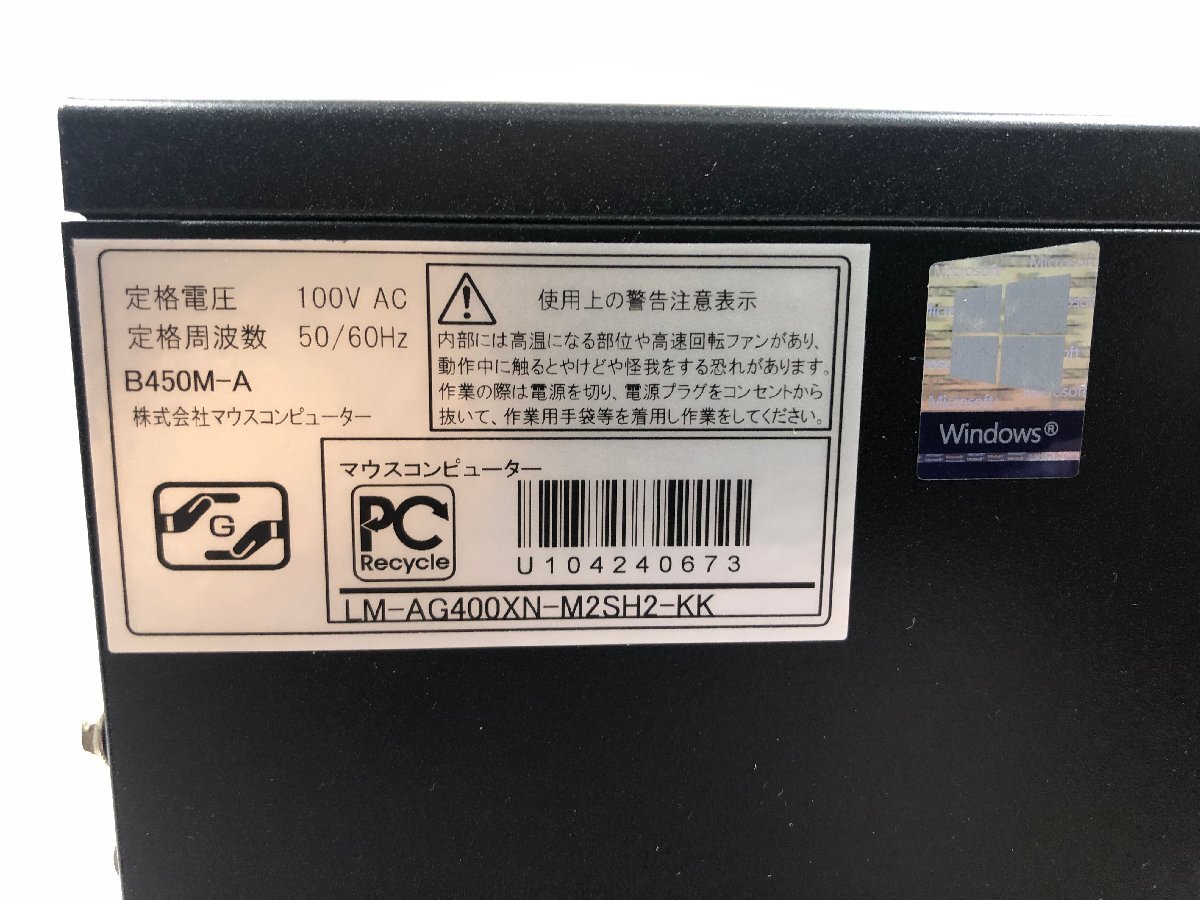 定格電圧 100V AC
定格周波数 50/60Hz
B450M-A
株式会社マウスコンピューター
使用上の警告注意表示
内部には高温になる部位や高速回転ファンがあり、
動作中に触るとやけどや怪我をする恐れがあります。
作業の際は電源を切り、電源プラグをコンセントから
抜いて、作業用手袋等を着用し作業をしてください。
G
マウスコンピューター
PC
Recycle
U104240673
LM-AG400XN-M2SH2-KK
Microsoft Microsoft
Microsoft
Windows®